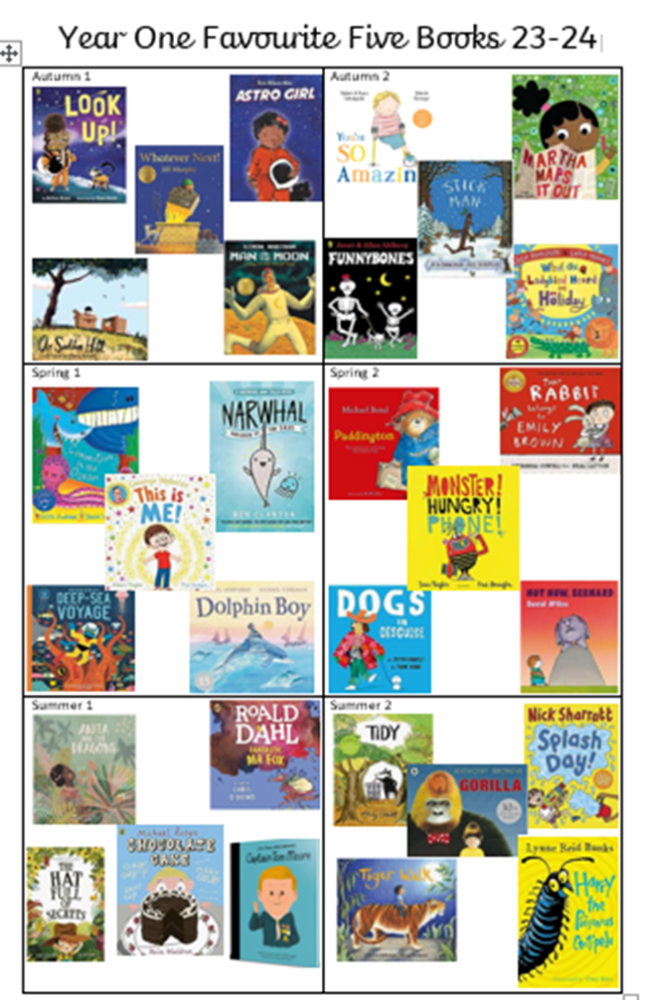 Year One Favourite Five Books 23-24
Autumn 1
LOOK
UP!
ASTRO GIRL
Whatever Next!
Jill Murphy
On Sudden Hill
MAN ON THE MOON
Autumn 2
You're
SO
Amazin
MARTHA
MAPS
IT OUT
STICK
MAN
FUNNYBONES
What the
Ladybird Heard
on
Holiday
Spring 1
Commotion
in the
Ocean
NARWHAL
BEN CLANTON
This is
ME!
DEEP-SEA
VOYAGE
MICHAEL FOREMAN
Dolphin Boy
Spring 2
Michael Bond
Paddington
That
RABBIT
belongs
to
EMILY
BROWN
MONSTER!
HUNGRY!
PHONE!
DOGS
IN
DISGUISE
NOT NOW, BERNARD
David McKee
Summer 1
ANITA
AND THE
DRAGONS
ROALD
DAHL
FANTASTIC
MR FOX
THE
HAT
FULL
OF
SECRETS
Michael Rosen
CHOCOLATE
CAKE
Captain Tom Moore
Summer 2
TIDY
ANTHONY BROWNE
GORILLA
Nick Sharratt
Splash
Day!
Tiger Walk
Lynne Reid Banks
Harry
the
Poisonous
Centipede